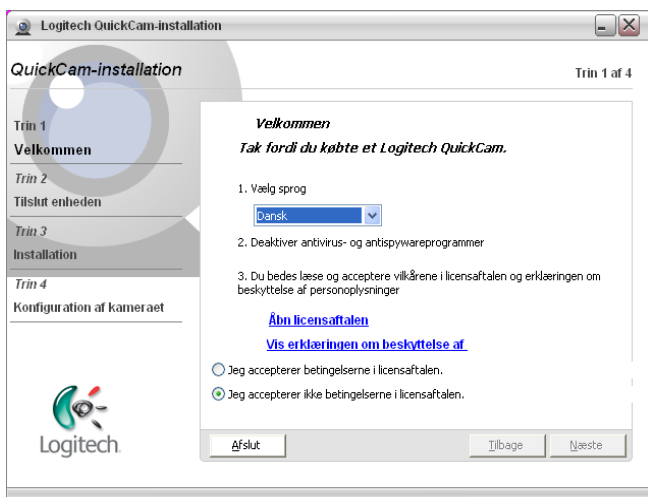 Logitech QuickCam-installation
QuickCam-installation
Trin 1 af 4
Trin 1
Velkommen
Trin 2
Tilslut enheden
Trin 3
Installation
Trin 4
Konfiguration af kameraet
Logitech
Velkommen
Tak fordi du købte et Logitech QuickCam.
1. Vælg sprog
Dansk
2. Deaktiver antivirus- og antispywareprogrammer
3. Du bedes læse og acceptere vilkårene i licensaftalen og erklæringen om
beskyttelse af personoplysninger
Åbn licensaftalen
Vis erklæringen om beskyttelse af
Jeg accepterer betingelserne i licensaftalen.
Jeg accepterer ikke betingelserne i licensaftalen.
Afslut
Tilbage
Næste